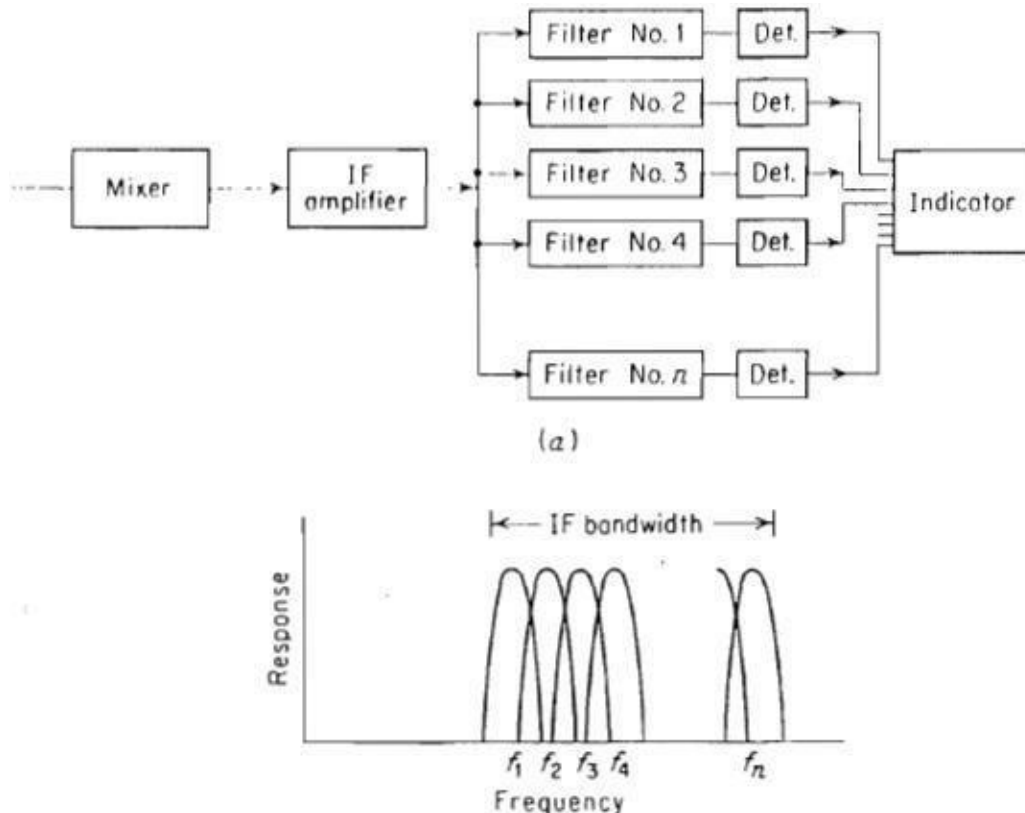 Filter No. 1
Det.
Filter No. 2
Det.
Mixer
IF
amplifier
Filter No. 3
Det.
Indicator
Filter No. 4
Det.
Filter No. n
Det.
(a)
IF bandwidth
Response
f1 f2 f3 f4 fn
Frequency